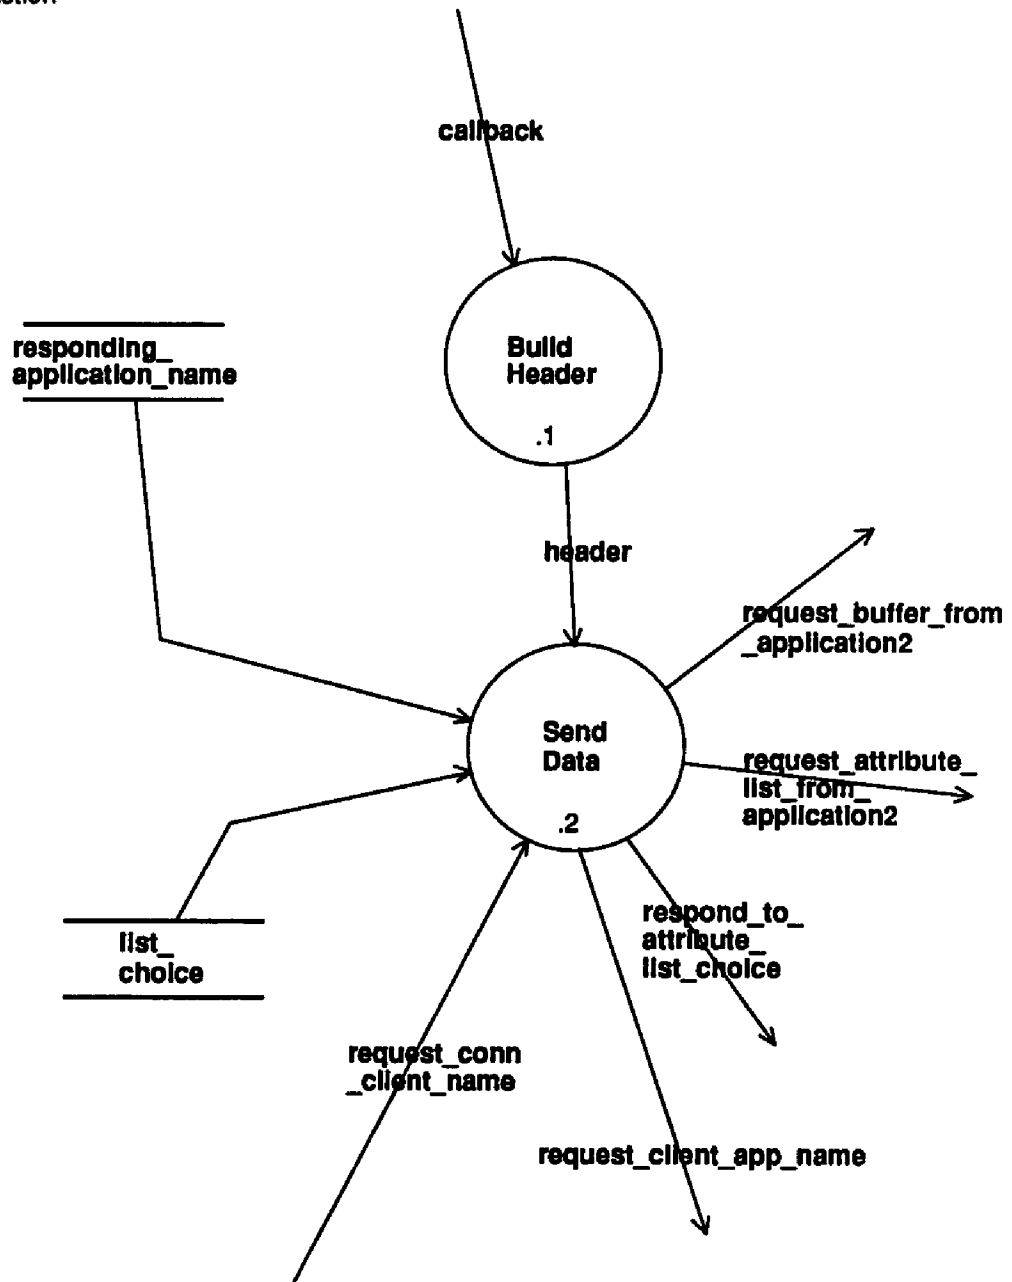 callback
responding_
application_name
Build
Header
.1
header
request_buffer_from
_application2
Send
Data
.2
request_attribute_
list_from_
application2
respond_to_
attribute_
list_choice
list_
choice
request_conn
_client_name
request_client_app_name